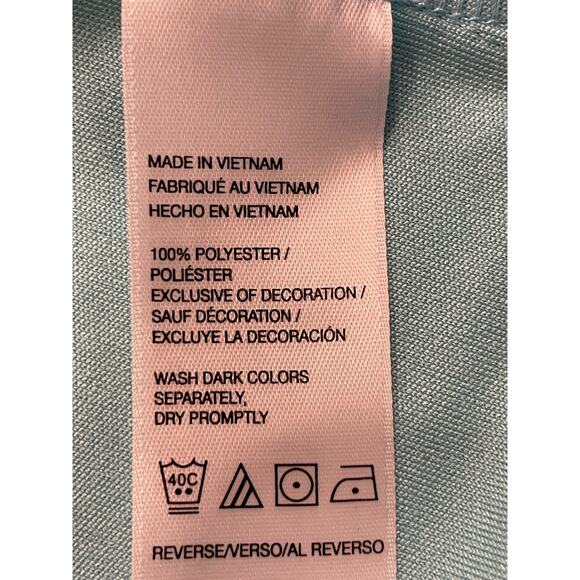 MADE IN VIETNAM
FABRIQUÉ AU VIETNAM
HECHO EN VIETNAM
100% POLYESTER /
POLIÉSTER
EXCLUSIVE OF DECORATION /
SAUF DÉCORATION /
EXCLUYE LA DECORACIÓN
WASH DARK COLORS
SEPARATELY,
DRY PROMPTLY
40C
REVERSE/VERSO/AL REVERSO